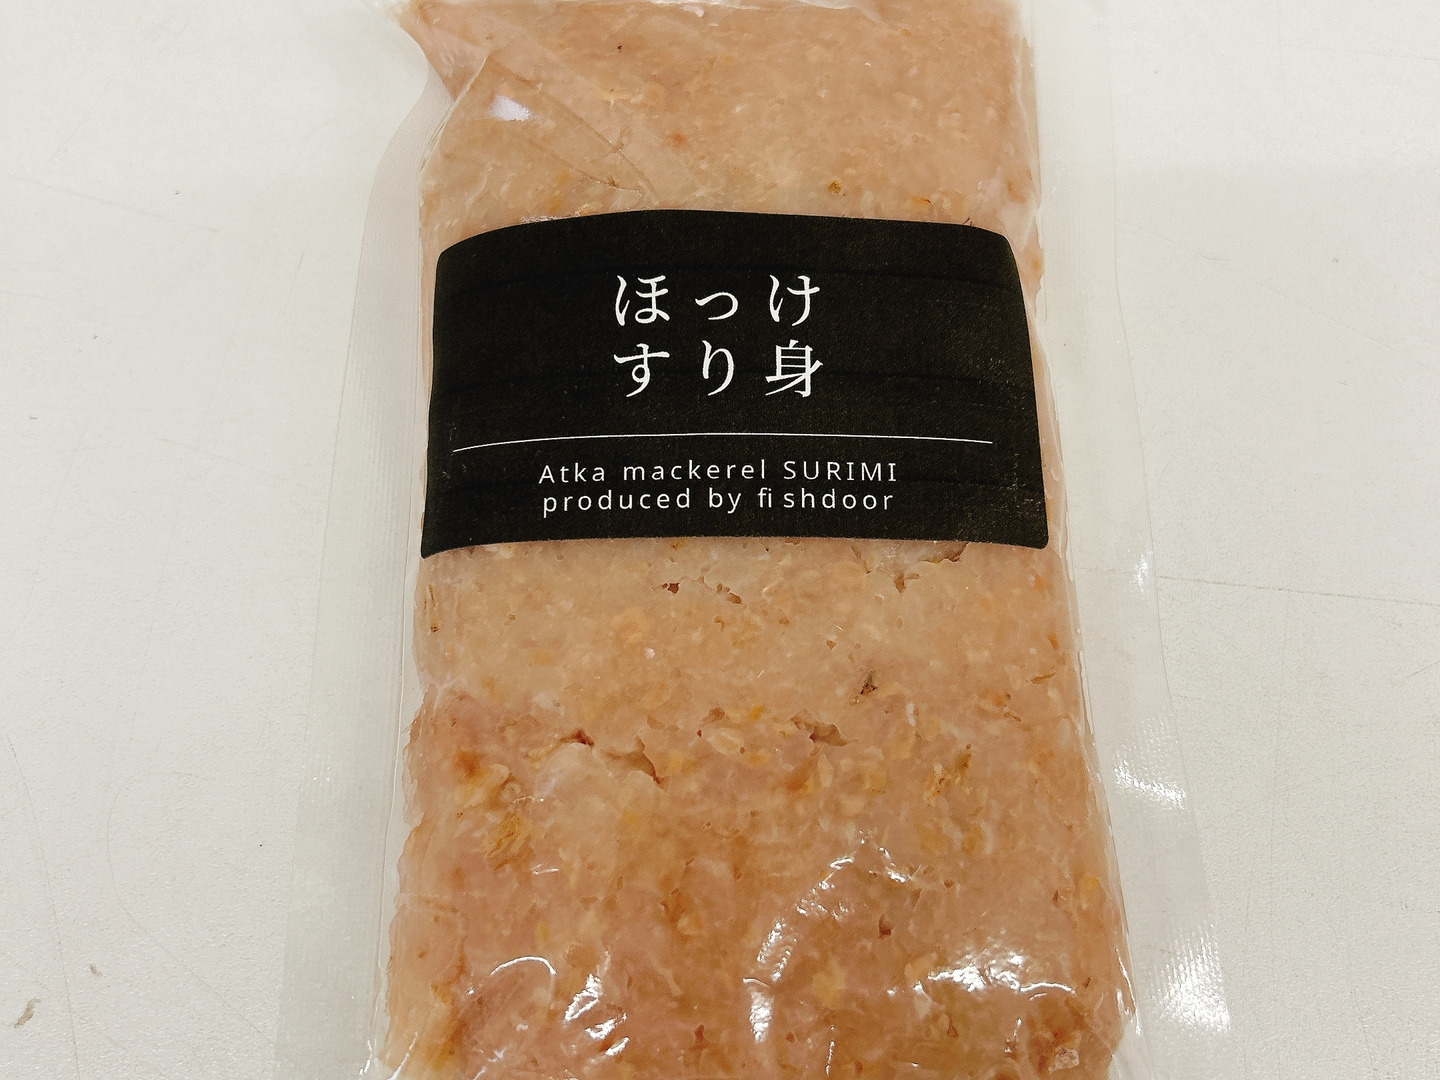 ほっけ
すり身
Atka mackerel SURIMI
produced by fishdoor